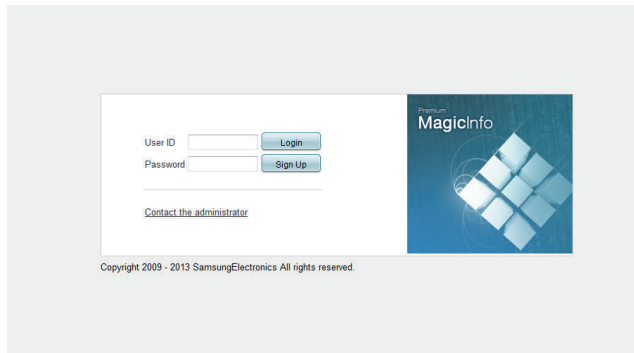 Premium
MagicInfo
User ID
Login
Password
Sign Up
Contact the administrator
Copyright 2009 - 2013 SamsungElectronics All rights reserved.